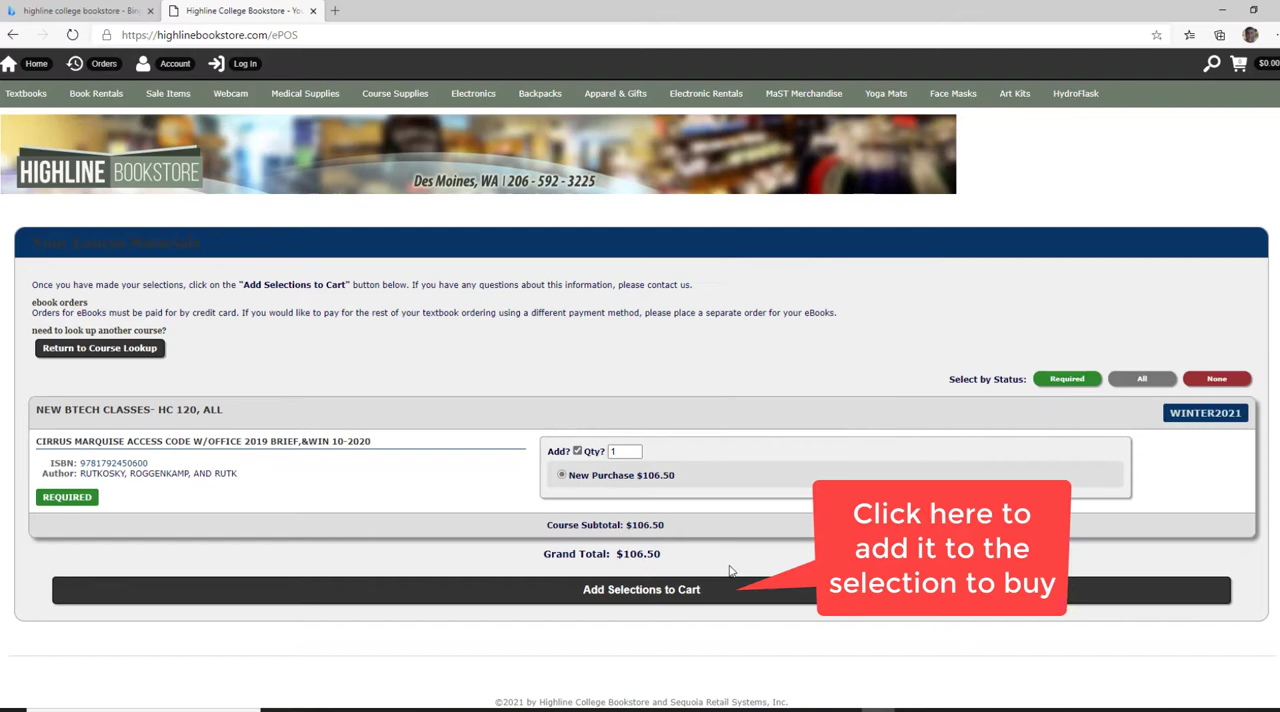 highline college bookstore - Bin
Highline College Bookstore - Yo
https://highlinebookstore.com/ePOS
Home
Orders
Account
Log In
0
$0.00
Textbooks
Book Rentals
Sale Items
Webcam
Medical Supplies
Course Supplies
Electronics
Backpacks
Apparel & Gifts
Electronic Rentals
MaST Merchandise
Yoga Mats
Face Masks
Art Kits
HydroFlask
HIGHLINE BOOKSTORE
Des Moines, WA | 206 - 592 - 3225
Your Course Materials
Once you have made your selections, click on the "Add Selections to Cart" button below. If you have any questions about this information, please contact us.
ebook orders
Orders for eBooks must be paid for by credit card. If you would like to pay for the rest of your textbook ordering using a different payment method, please place a separate order for your eBooks.
need to look up another course?
Return to Course Lookup
Select by Status:
Required
All
None
NEW BTECH CLASSES- HC 120, ALL
WINTER2021
CIRRUS MARQUISE ACCESS CODE W/OFFICE 2019 BRIEF,&WIN 10-2020
ISBN: 9781792450600
Author: RUTKOSKY, ROGGENKAMP, AND RUTK
REQUIRED
Add? Qty? 1
New Purchase $106.50
Course Subtotal: $106.50
Grand Total: $106.50
Add Selections to Cart
Click here to
add it to the
selection to buy
©2021 by Highline College Bookstore and Sequoia Retail Systems, Inc.